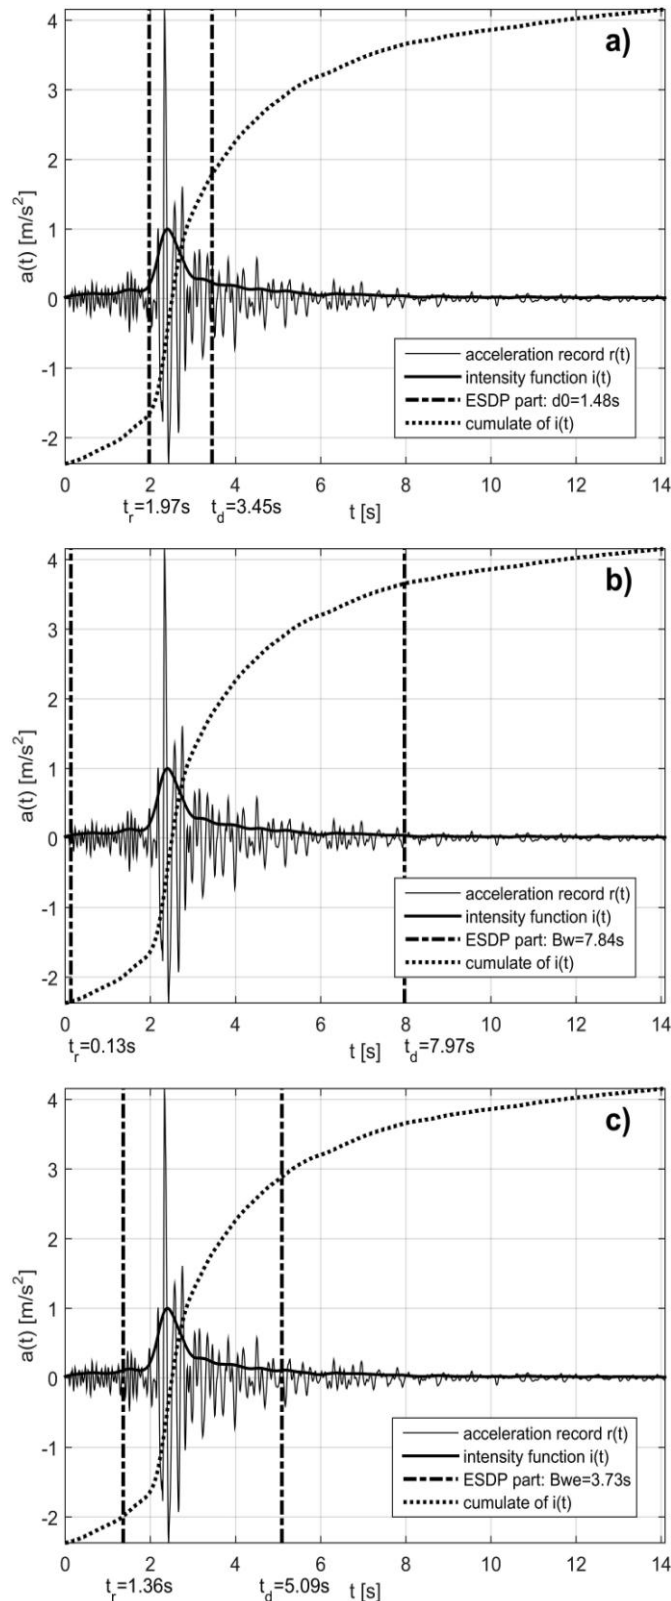 a)
4
3
2
1
0
-1
-2
a(t) [m/s²]
acceleration record r(t)
intensity function i(t)
ESDP part: d0=1.48s
cumulate of i(t)
0 2 4 6 8 10 12 14
t_r=1.97s t_d=3.45s t [s]
b)
4
3
2
1
0
-1
-2
a(t) [m/s²]
acceleration record r(t)
intensity function i(t)
ESDP part: Bw=7.84s
cumulate of i(t)
0 2 4 6 8 10 12 14
t_r=0.13s t [s] t_d=7.97s
c)
4
3
2
1
0
-1
-2
a(t) [m/s²]
acceleration record r(t)
intensity function i(t)
ESDP part: Bwe=3.73s
cumulate of i(t)
0 2 4 6 8 10 12 14
t_r=1.36s t_d=5.09s t [s]